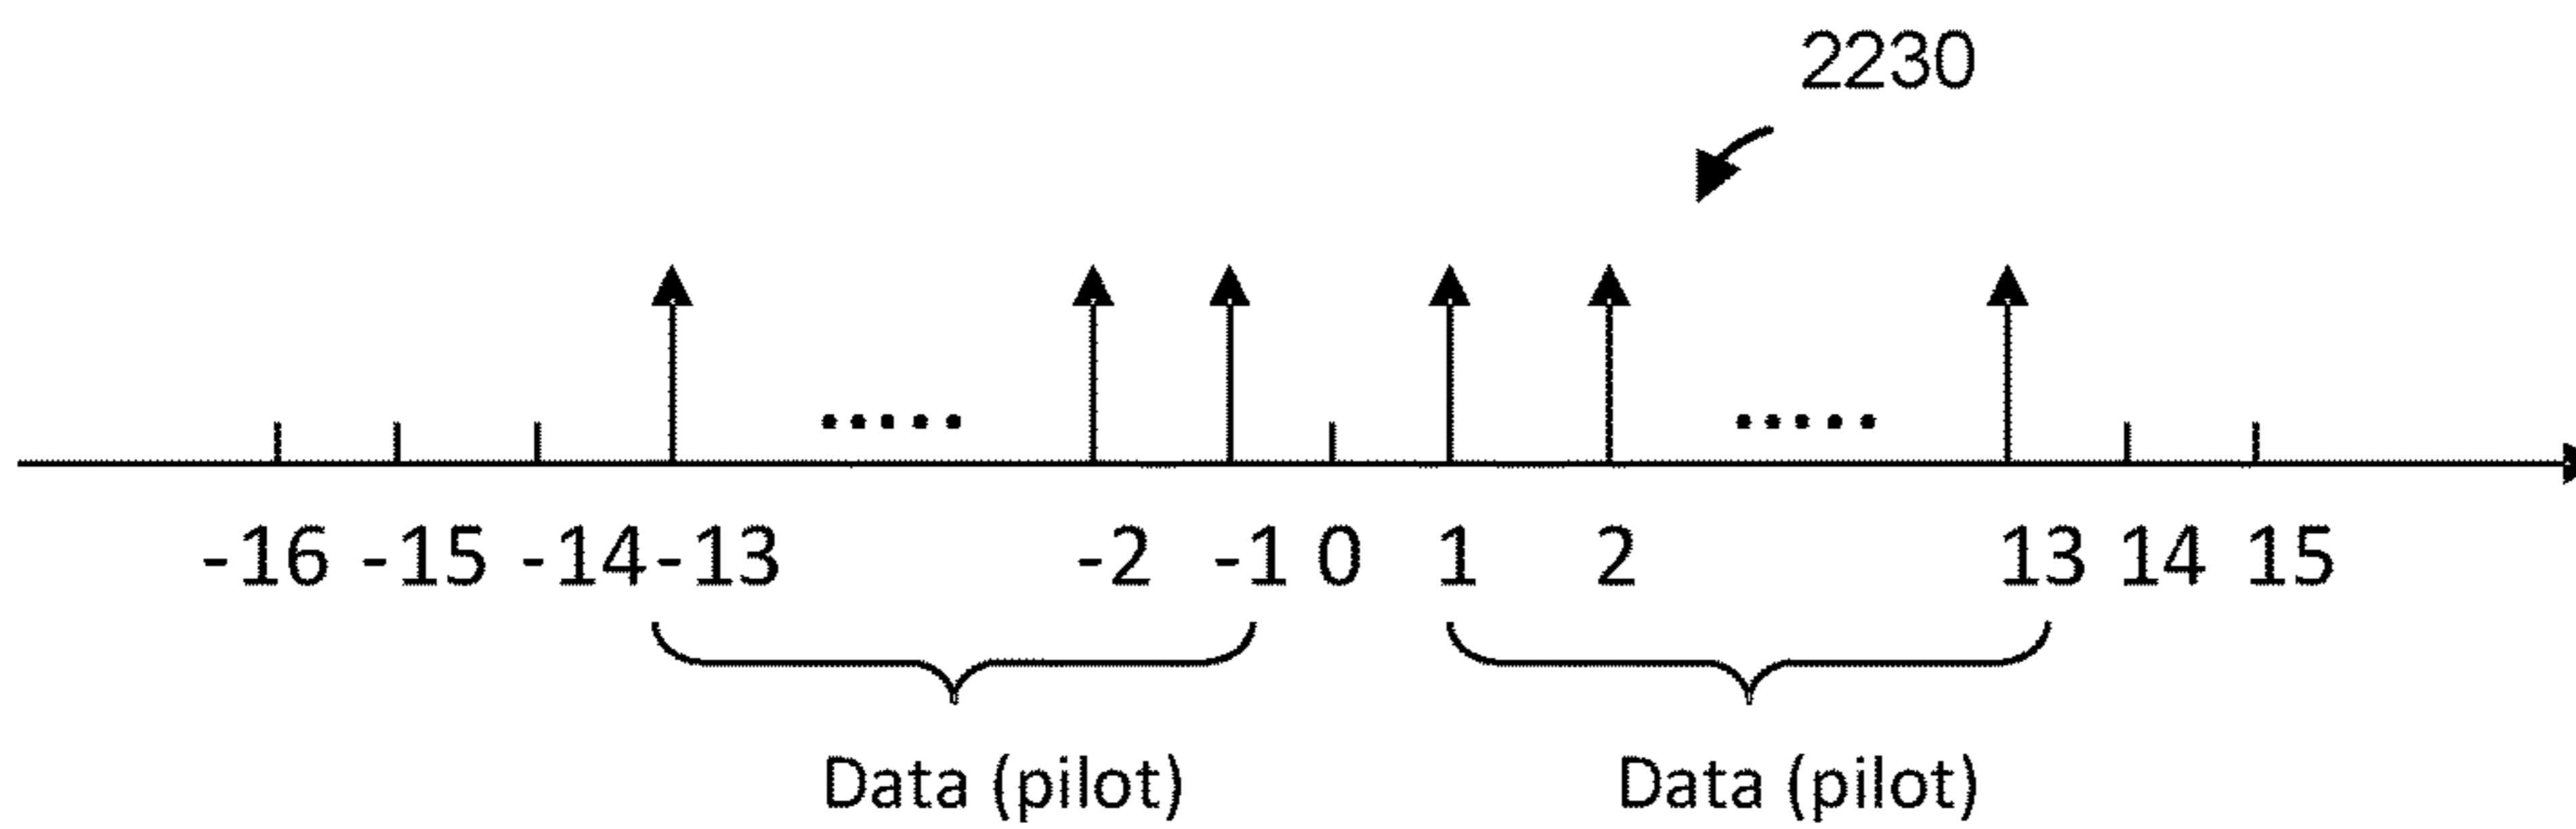 2230
-16 -15 -14 -13 ..... -2 -1 0 1 2 ..... 13 14 15
Data (pilot) Data (pilot)